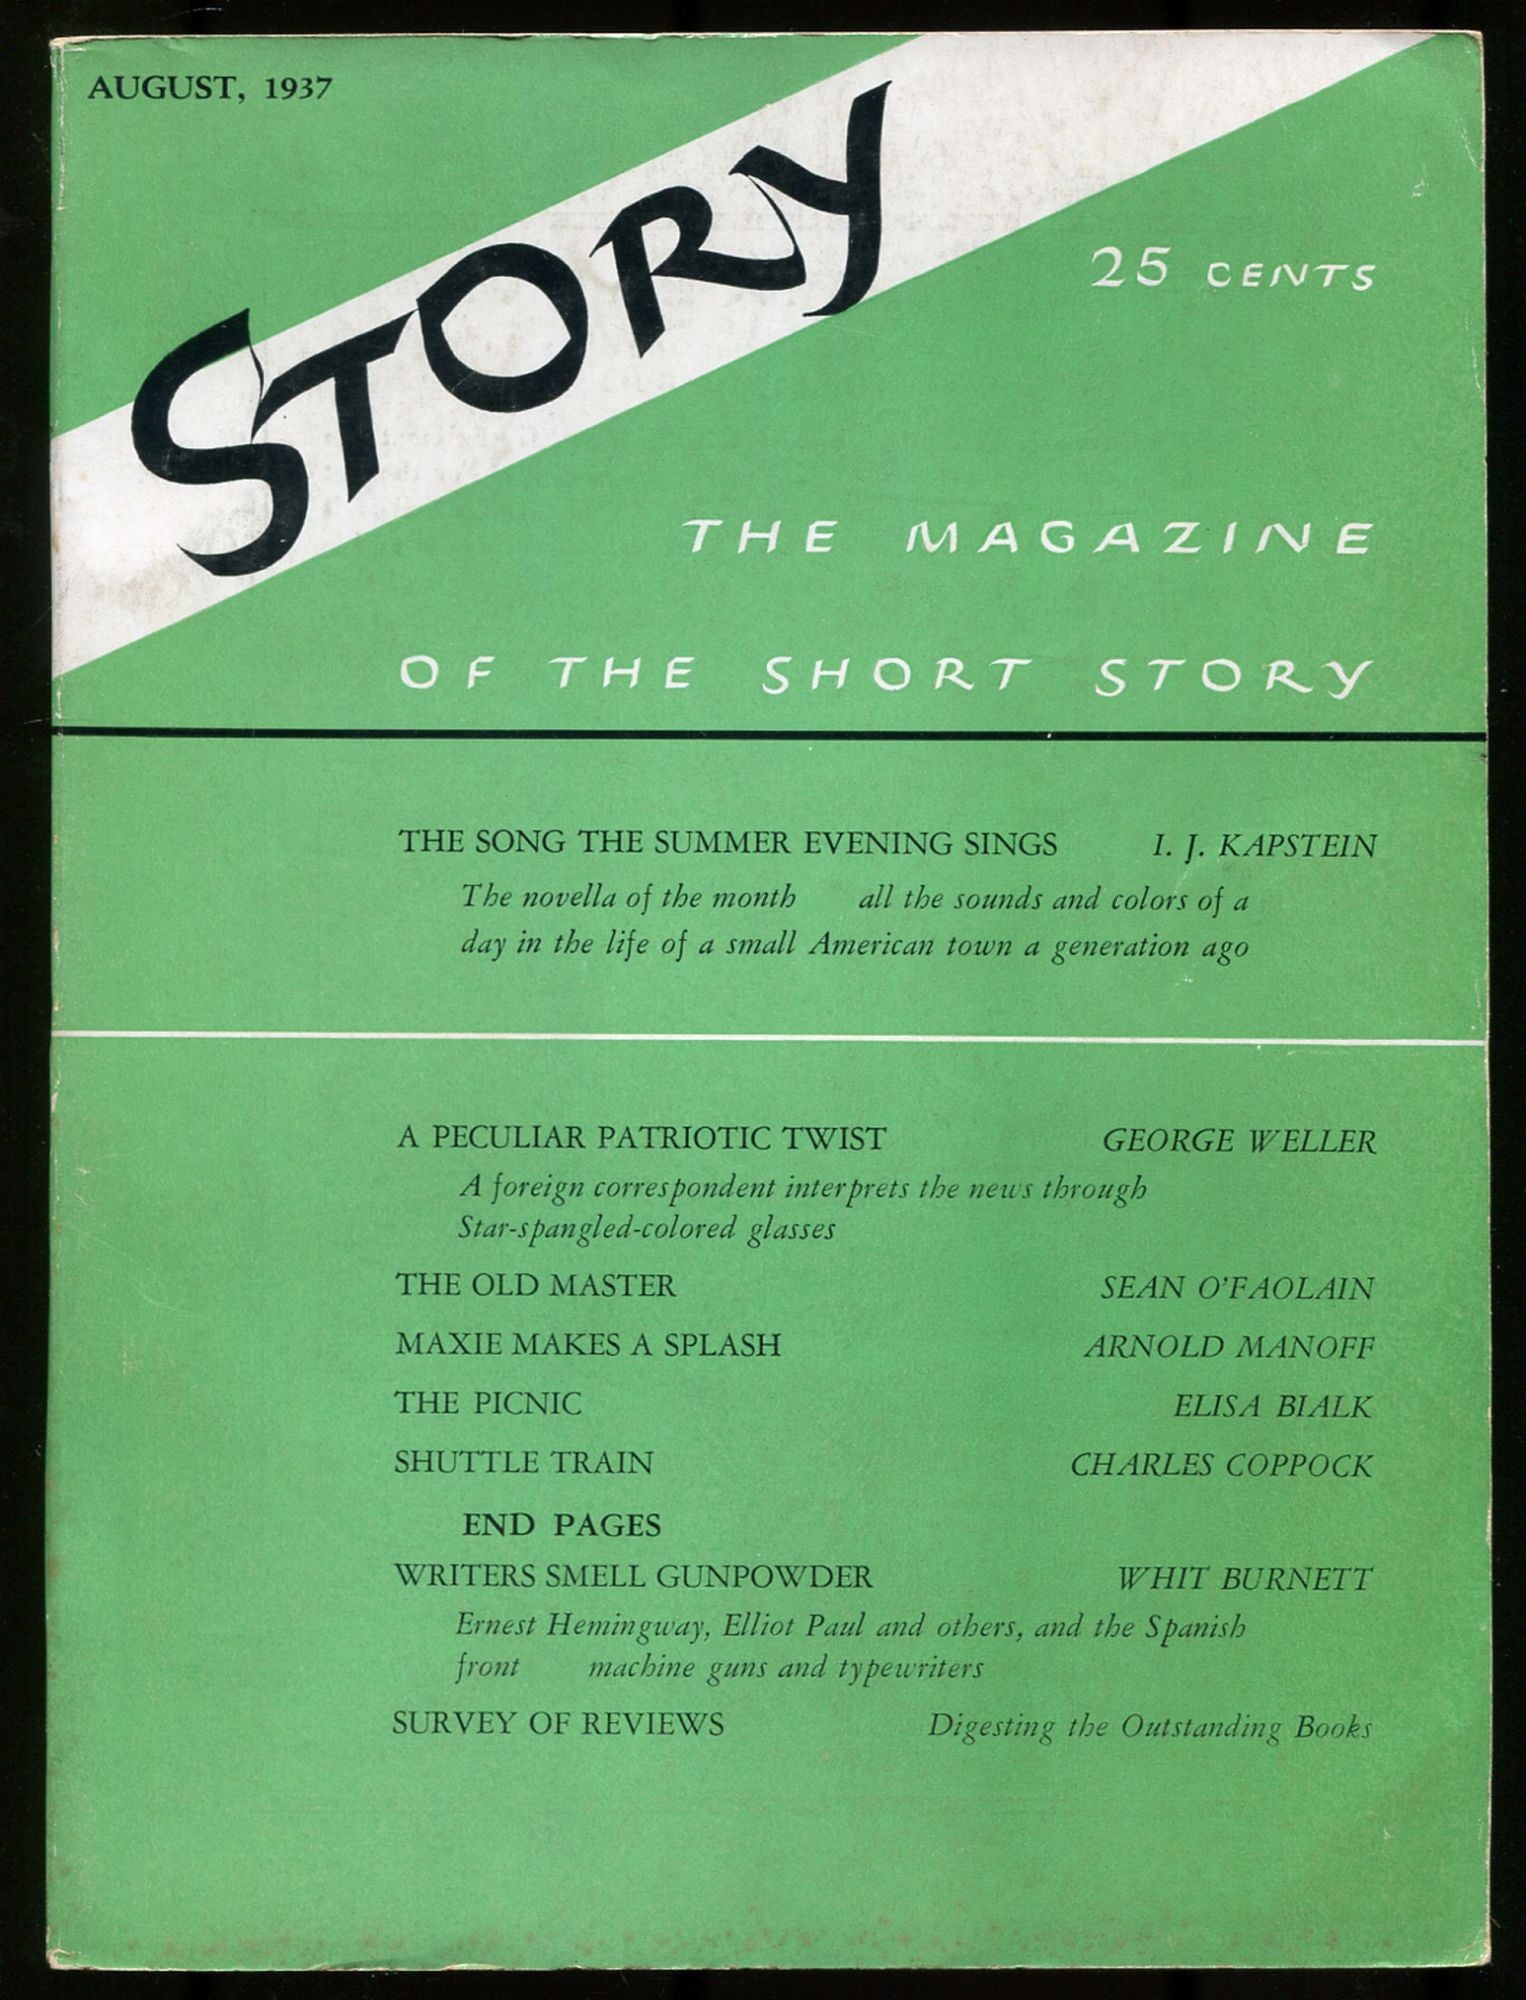 AUGUST, 1937
STORY
25 CENTS
THE MAGAZINE
OF THE SHORT STORY
THE SONG THE SUMMER EVENING SINGS I. J. KAPSTEIN
The novella of the month all the sounds and colors of a
day in the life of a small American town a generation ago
A PECULIAR PATRIOTIC TWIST GEORGE WELLER
A foreign correspondent interprets the news through
Star-spangled-colored glasses
THE OLD MASTER SEAN O'FAOLAIN
MAXIE MAKES A SPLASH ARNOLD MANOFF
THE PICNIC ELISA BIALK
SHUTTLE TRAIN CHARLES COPPOCK
END PAGES
WRITERS SMELL GUNPOWDER WHIT BURNETT
Ernest Hemingway, Elliot Paul and others, and the Spanish
front machine guns and typewriters
SURVEY OF REVIEWS Digesting the Outstanding Books